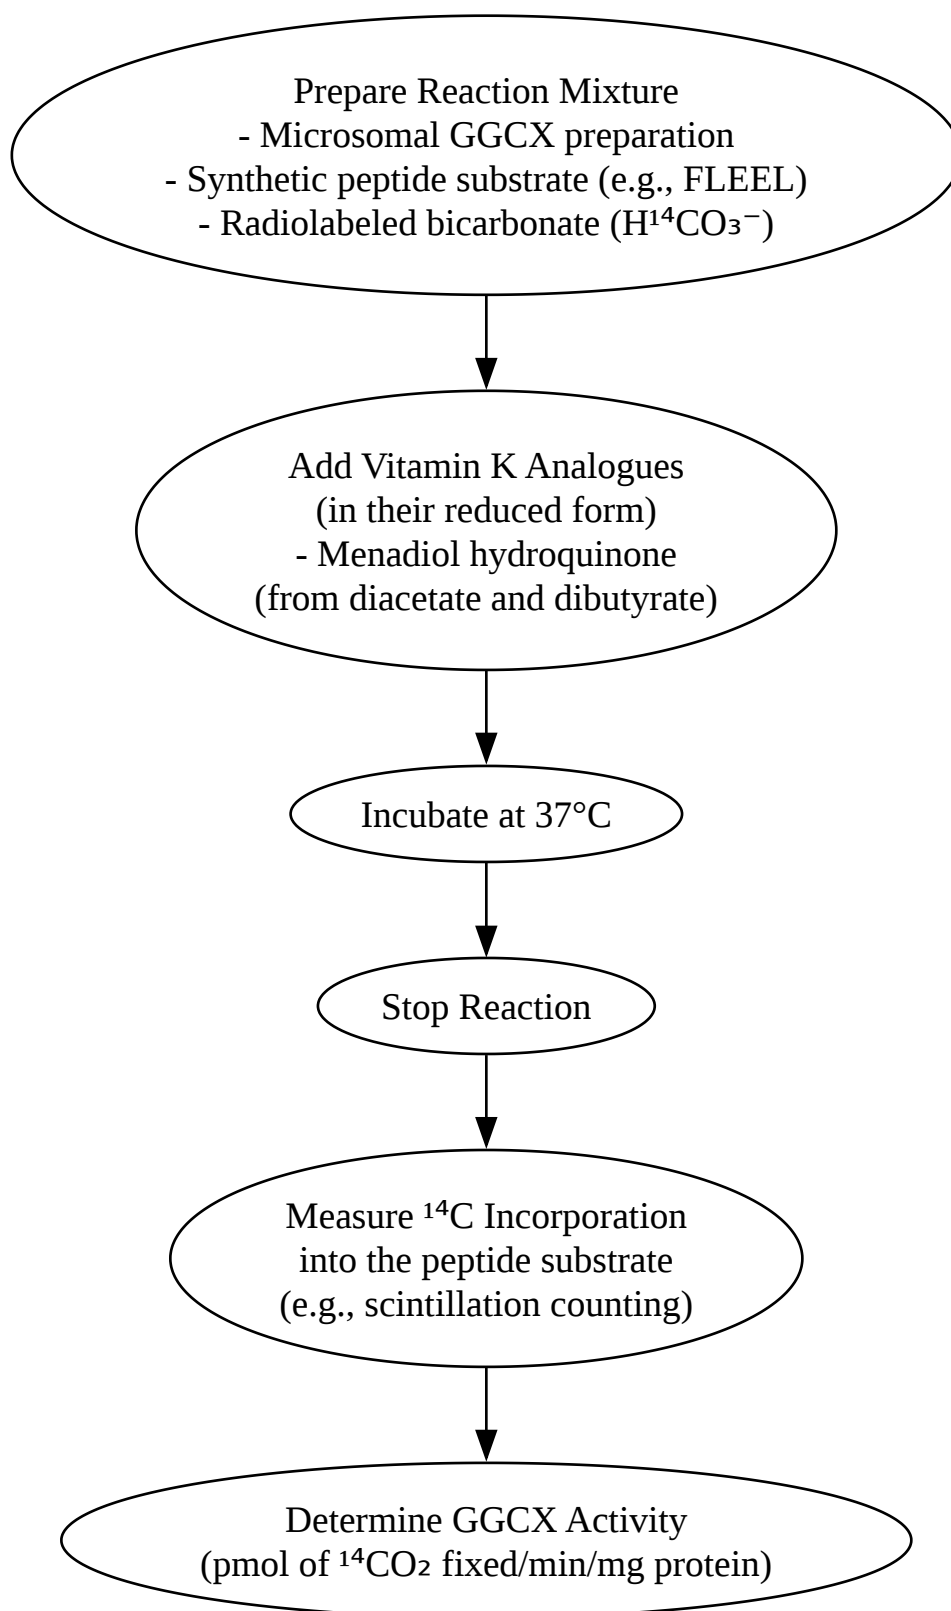 Prepare Reaction Mixture
- Microsomal GGCX preparation
- Synthetic peptide substrate (e.g., FLEEL)
- Radiolabeled bicarbonate (H¹⁴CO₃⁻)
Add Vitamin K Analogues
(in their reduced form)
- Menadiol hydroquinone
(from diacetate and dibutyrate)
Incubate at 37°C
Stop Reaction
Measure ¹⁴C Incorporation
into the peptide substrate
(e.g., scintillation counting)
Determine GGCX Activity
(pmol of ¹⁴CO₂ fixed/min/mg protein)